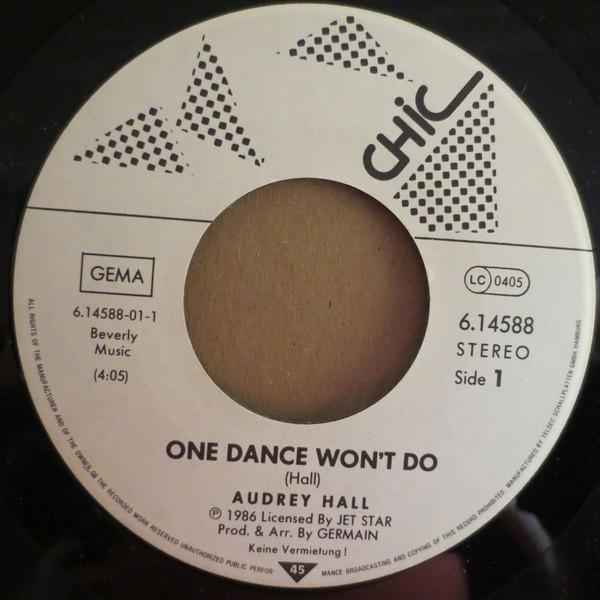 CHIC
GEMA
LC 0405
6.14588-01-1
Beverly
Music
(4:05)
6.14588
STEREO
Side 1
ONE DANCE WON'T DO
(Hall)
AUDREY HALL
℗ 1986 Licensed By JET STAR
Prod. & Arr. By GERMAIN
Keine Vermietung!
45
ALL RIGHTS OF THE MANUFACTURER AND OF THE OWNER OF THE RECORDED WORK RESERVED UNAUTHORIZED PUBLIC PERFOR- MANCE BROADCASTING AND COPYING OF THIS RECORD PROHIBITED. MANUFACTURED BY TELDEC SCHALLPLATTEN GMBH HAMBURG